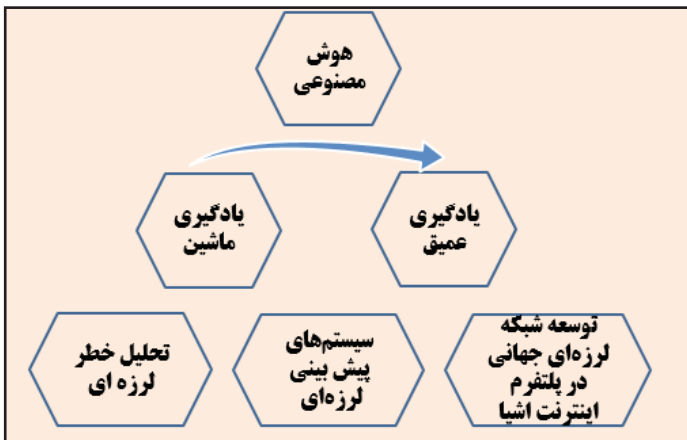 هوش
مصنوعی
یادگیری
عمیق
یادگیری
ماشین
توسعه شبکه
لرزه‌ای جهانی
در پلتفرم
اینترنت اشیا
سیستم‌های
پیش بینی
لرزه‌ای
تحلیل خطر
لرزه ای